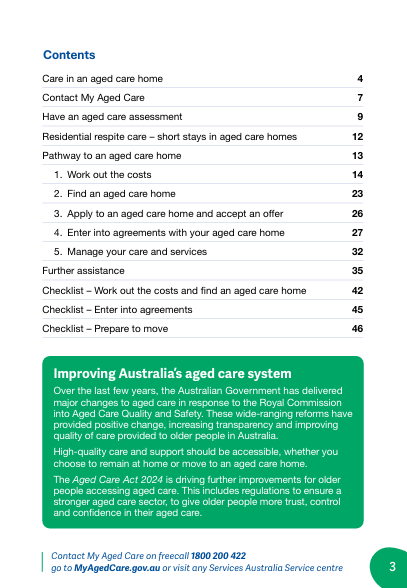 Contents
Care in an aged care home 4
Contact My Aged Care 7
Have an aged care assessment 9
Residential respite care – short stays in aged care homes 12
Pathway to an aged care home 13
1. Work out the costs 14
2. Find an aged care home 23
3. Apply to an aged care home and accept an offer 26
4. Enter into agreements with your aged care home 27
5. Manage your care and services 32
Further assistance 35
Checklist – Work out the costs and find an aged care home 42
Checklist – Enter into agreements 45
Checklist – Prepare to move 46
Improving Australia's aged care system
Over the last few years, the Australian Government has delivered
major changes to aged care in response to the Royal Commission
into Aged Care Quality and Safety. These wide-ranging reforms have
provided positive change, increasing transparency and improving
quality of care provided to older people in Australia.
High-quality care and support should be accessible, whether you
choose to remain at home or move to an aged care home.
The Aged Care Act 2024 is driving further improvements for older
people accessing aged care. This includes regulations to ensure a
stronger aged care sector, to give older people more trust, control
and confidence in their aged care.
Contact My Aged Care on freecall 1800 200 422
go to MyAgedCare.gov.au or visit any Services Australia Service centre
3